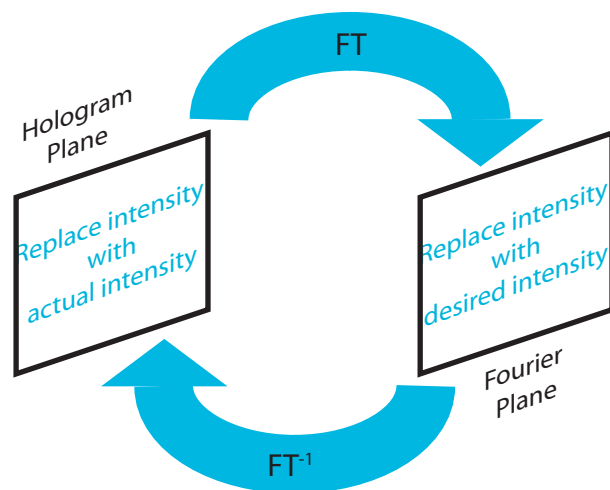 FT
Hologram
Plane
Replace intensity
with
actual intensity
Replace intensity
with
desired intensity
Fourier
Plane
FT-1